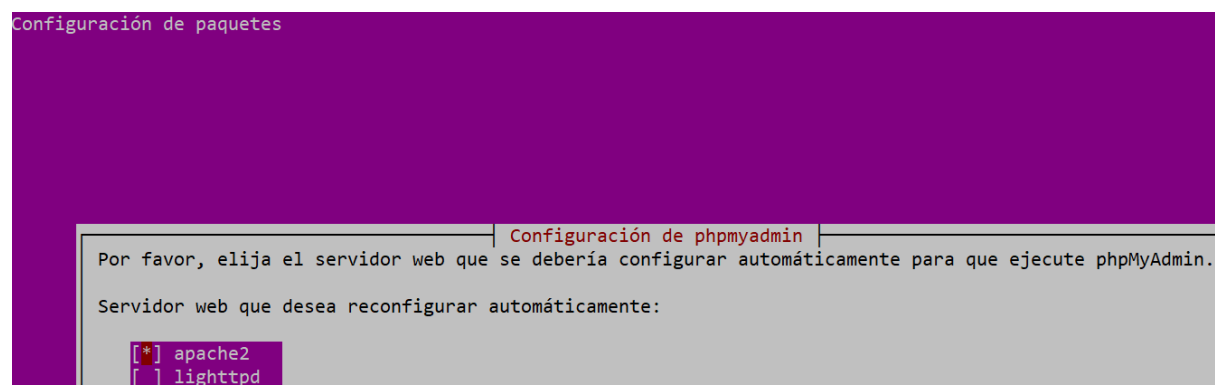 Configuración de paquetes
Configuración de phpmyadmin
Por favor, elija el servidor web que se debería configurar automáticamente para que ejecute phpMyAdmin.
Servidor web que desea reconfigurar automáticamente:
[*] apache2
[ ] lighttpd